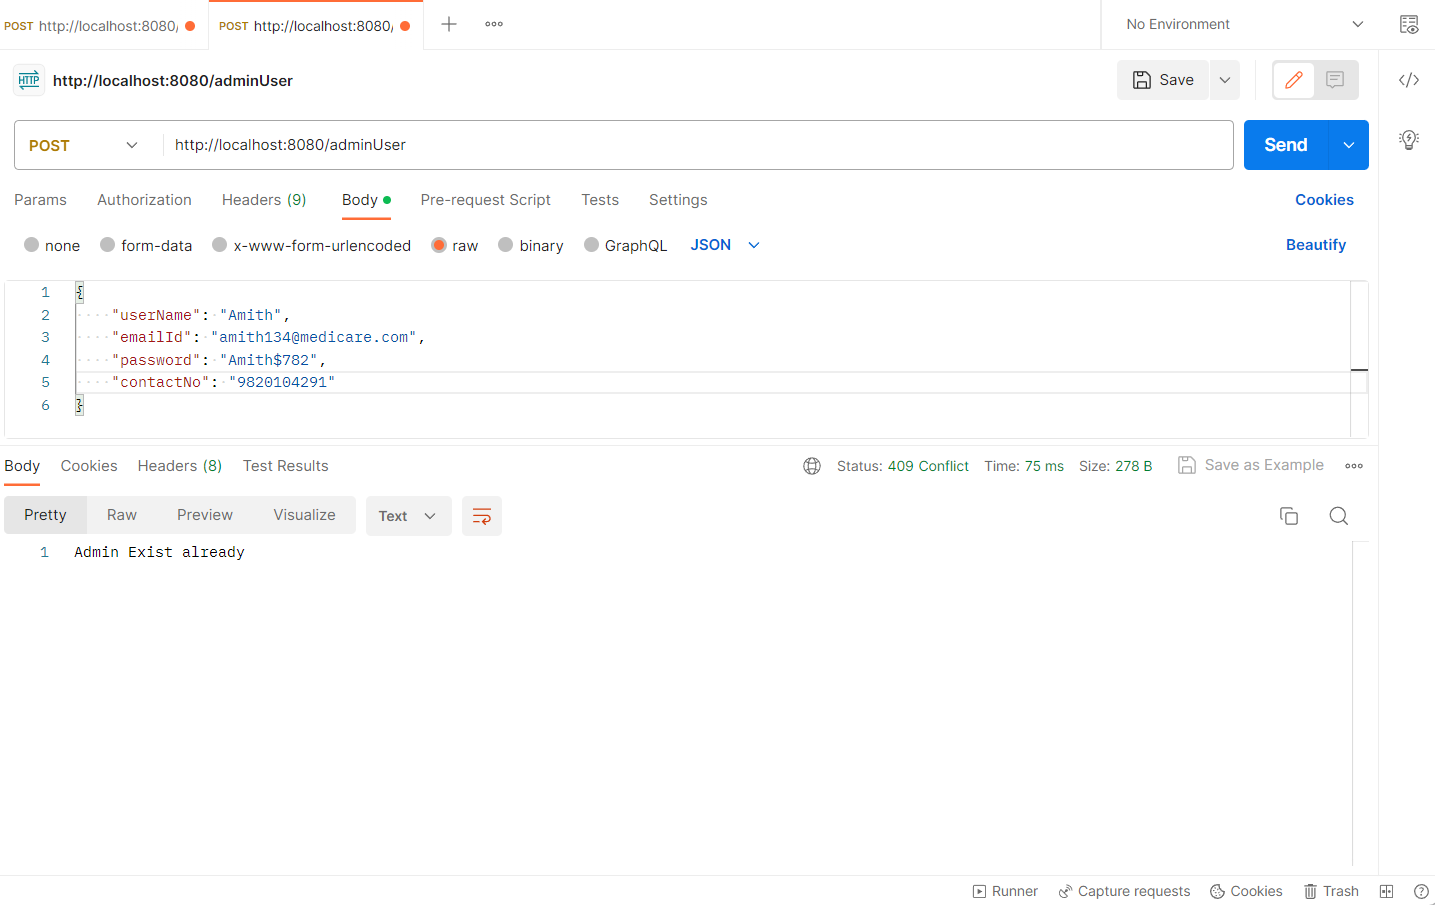 POST http://localhost:8080/
POST http://localhost:8080/
No Environment
HTTP http://localhost:8080/adminUser
Save
POST http://localhost:8080/adminUser
Send
Params Authorization Headers (9) Body Pre-request Script Tests Settings Cookies
none form-data x-www-form-urlencoded raw binary GraphQL JSON Beautify
1 {
2 "userName": "Amith",
3 "emailId": "amith134@medicare.com",
4 "password": "Amith$782",
5 "contactNo": "9820104291"
6 }
Body Cookies Headers (8) Test Results Status: 409 Conflict Time: 75 ms Size: 278 B Save as Example
Pretty Raw Preview Visualize Text
1 Admin Exist already
Runner Capture requests Cookies Trash